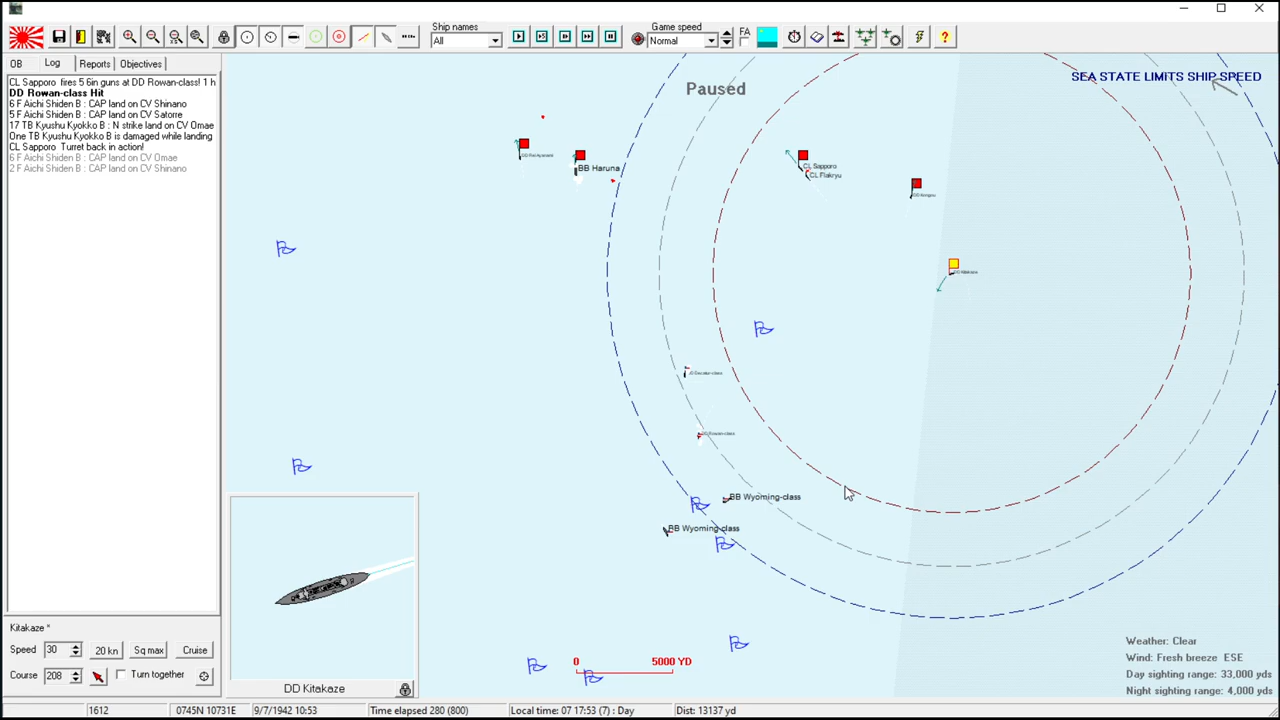 Ship names
Game speed
All
Normal
FA
OB
Log
Reports
Objectives
CL Sapporo fires 5 6in guns at DD Rowan-class! 1 h
DD Rowan-class Hit
6 F Aichi Shiden B : CAP land on CV Shinano
5 F Aichi Shiden B : CAP land on CV Satorre
17 TB Kyushu Kyokko B : N strike land on CV Omae
One TB Kyushu Kyokko B is damaged while landing
CL Sapporo Turret back in action!
6 F Aichi Shiden B : CAP land on CV Omae
2 F Aichi Shiden B : CAP land on CV Shinano
Paused
SEA STATE LIMITS SHIP SPEED
BB Haruna
CL Sapporo
CL Flakryu
DD Kitakaze
DD Rowan-class
BB Wyoming-class
BB Wyoming-class
0 5000 YD
Weather: Clear
Wind: Fresh breeze ESE
Day sighting range: 33,000 yds
Night sighting range: 4,000 yds
Kitakaze *
Speed 30 20 kn Sq max Cruise
Course 208 Turn together
DD Kitakaze
1612
0745N 10731E
9/7/1942 10:53
Time elapsed 280 (800)
Local time: 07 17:53 (7) : Day
Dist: 13137 yd